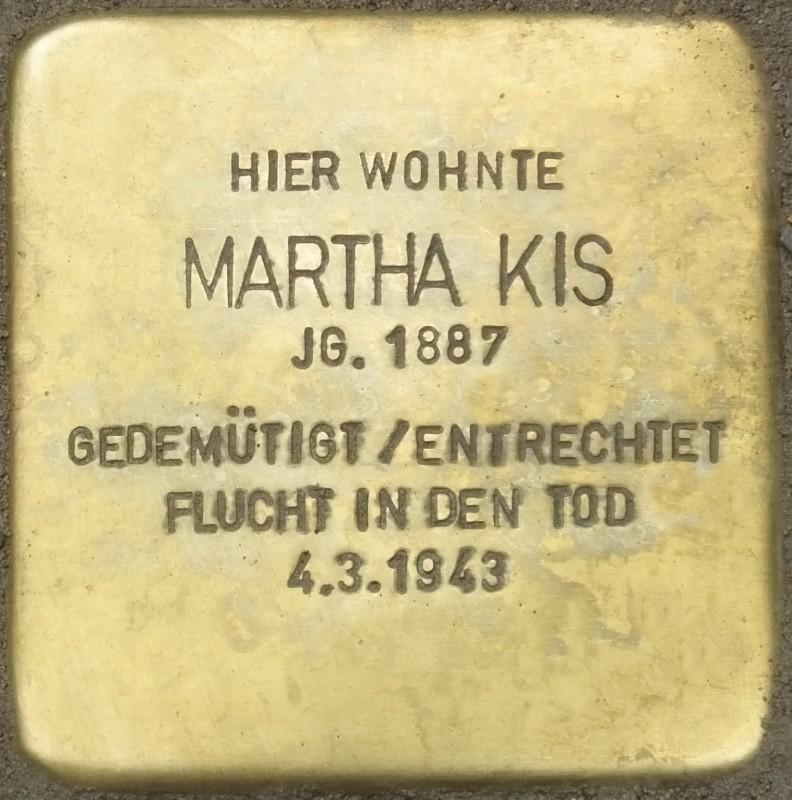 HIER WOHNTE
MARTHA KIS
JG. 1887
GEDEMÜTIGT/ENTRECHTET
FLUCHT IN DEN TOD
4.3.1943